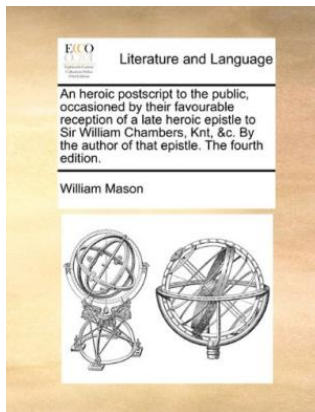 ECCO
Literature and Language
An heroic postscript to the public,
occasioned by their favourable
reception of a late heroic epistle to
Sir William Chambers, Knt, &c. By
the author of that epistle. The fourth
edition.
William Mason